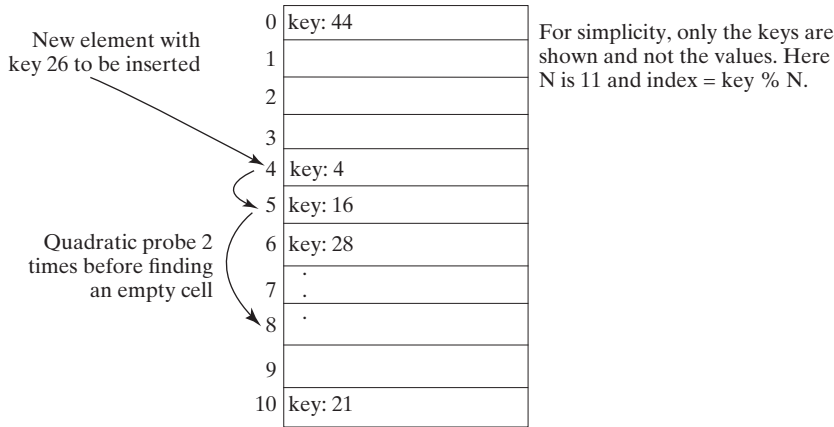 New element with
key 26 to be inserted
0 key: 44
1
2
3
4 key: 4
5 key: 16
6 key: 28
7 .
.
8 .
9
10 key: 21
Quadratic probe 2
times before finding
an empty cell
For simplicity, only the keys are
shown and not the values. Here
N is 11 and index = key % N.